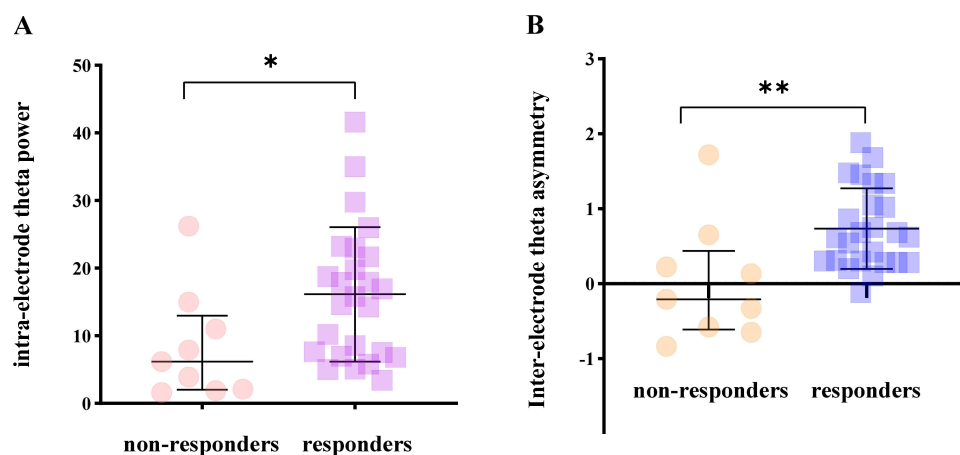 A
intra-electrode theta power
50
40
30
20
10
0
*
non-responders responders
B
Inter-electrode theta asymmetry
3
2
1
0
-1
**
non-responders responders